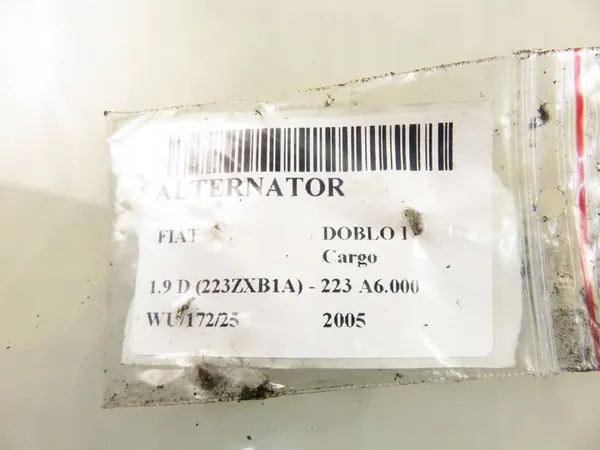 ALTERNATOR
FIAT DOBLO I
Cargo
1.9 D (223ZXB1A) - 223 A6.000
WU/172/25 2005